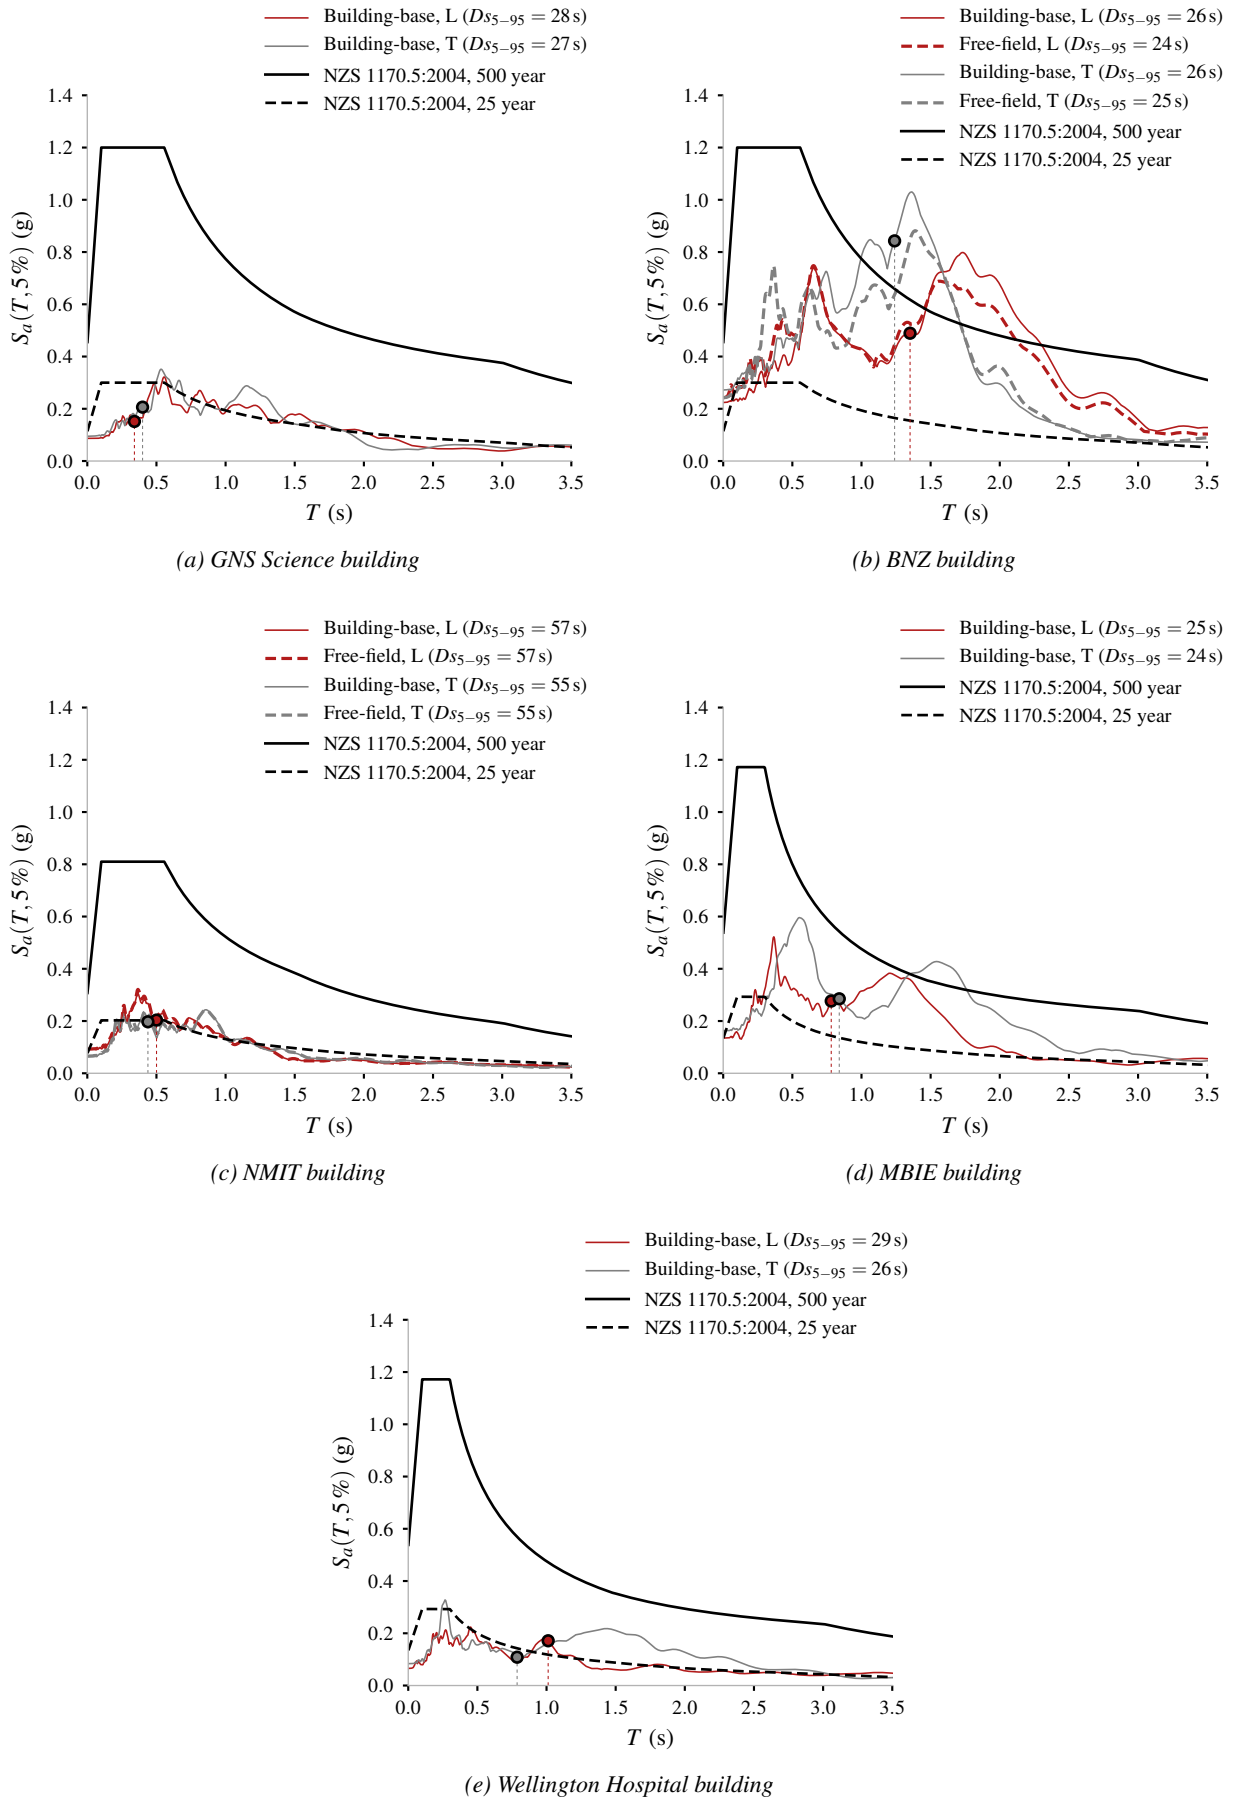 Building-base, L (Ds5−95 = 28 s)
Building-base, T (Ds5−95 = 27 s)
NZS 1170.5:2004, 500 year
NZS 1170.5:2004, 25 year
1.4
1.2
1.0
0.8
0.6
0.4
0.2
0.0
Sa(T, 5 %) (g)
0.0 0.5 1.0 1.5 2.0 2.5 3.0 3.5
T (s)
(a) GNS Science building
Building-base, L (Ds5−95 = 26 s)
Free-field, L (Ds5−95 = 24 s)
Building-base, T (Ds5−95 = 26 s)
Free-field, T (Ds5−95 = 25 s)
NZS 1170.5:2004, 500 year
NZS 1170.5:2004, 25 year
1.4
1.2
1.0
0.8
0.6
0.4
0.2
0.0
Sa(T, 5 %) (g)
0.0 0.5 1.0 1.5 2.0 2.5 3.0 3.5
T (s)
(b) BNZ building
Building-base, L (Ds5−95 = 57 s)
Free-field, L (Ds5−95 = 57 s)
Building-base, T (Ds5−95 = 55 s)
Free-field, T (Ds5−95 = 55 s)
NZS 1170.5:2004, 500 year
NZS 1170.5:2004, 25 year
1.4
1.2
1.0
0.8
0.6
0.4
0.2
0.0
Sa(T, 5 %) (g)
0.0 0.5 1.0 1.5 2.0 2.5 3.0 3.5
T (s)
(c) NMIT building
Building-base, L (Ds5−95 = 25 s)
Building-base, T (Ds5−95 = 24 s)
NZS 1170.5:2004, 500 year
NZS 1170.5:2004, 25 year
1.4
1.2
1.0
0.8
0.6
0.4
0.2
0.0
Sa(T, 5 %) (g)
0.0 0.5 1.0 1.5 2.0 2.5 3.0 3.5
T (s)
(d) MBIE building
Building-base, L (Ds5−95 = 29 s)
Building-base, T (Ds5−95 = 26 s)
NZS 1170.5:2004, 500 year
NZS 1170.5:2004, 25 year
1.4
1.2
1.0
0.8
0.6
0.4
0.2
0.0
Sa(T, 5 %) (g)
0.0 0.5 1.0 1.5 2.0 2.5 3.0 3.5
T (s)
(e) Wellington Hospital building